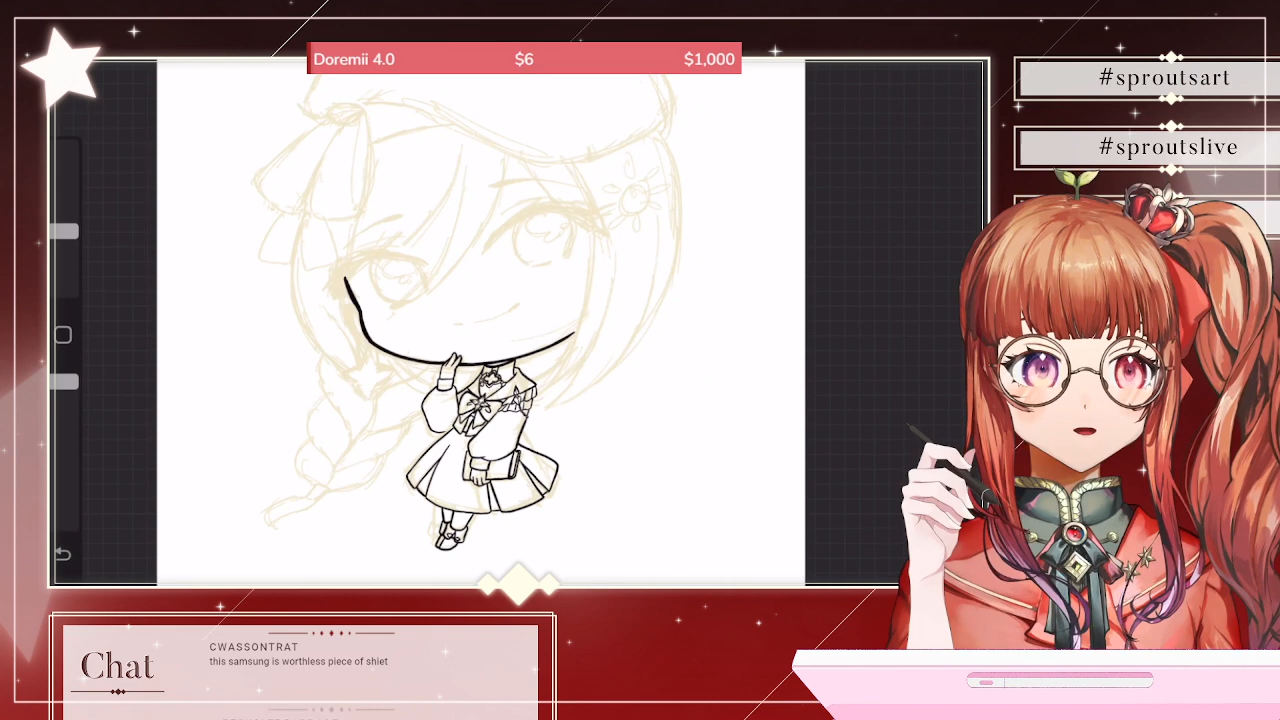 Doremii 4.0 $6 $1,000
#sproutsart
#sproutslive
Chat
CWASSONTRAT
this samsung is worthless piece of shiet